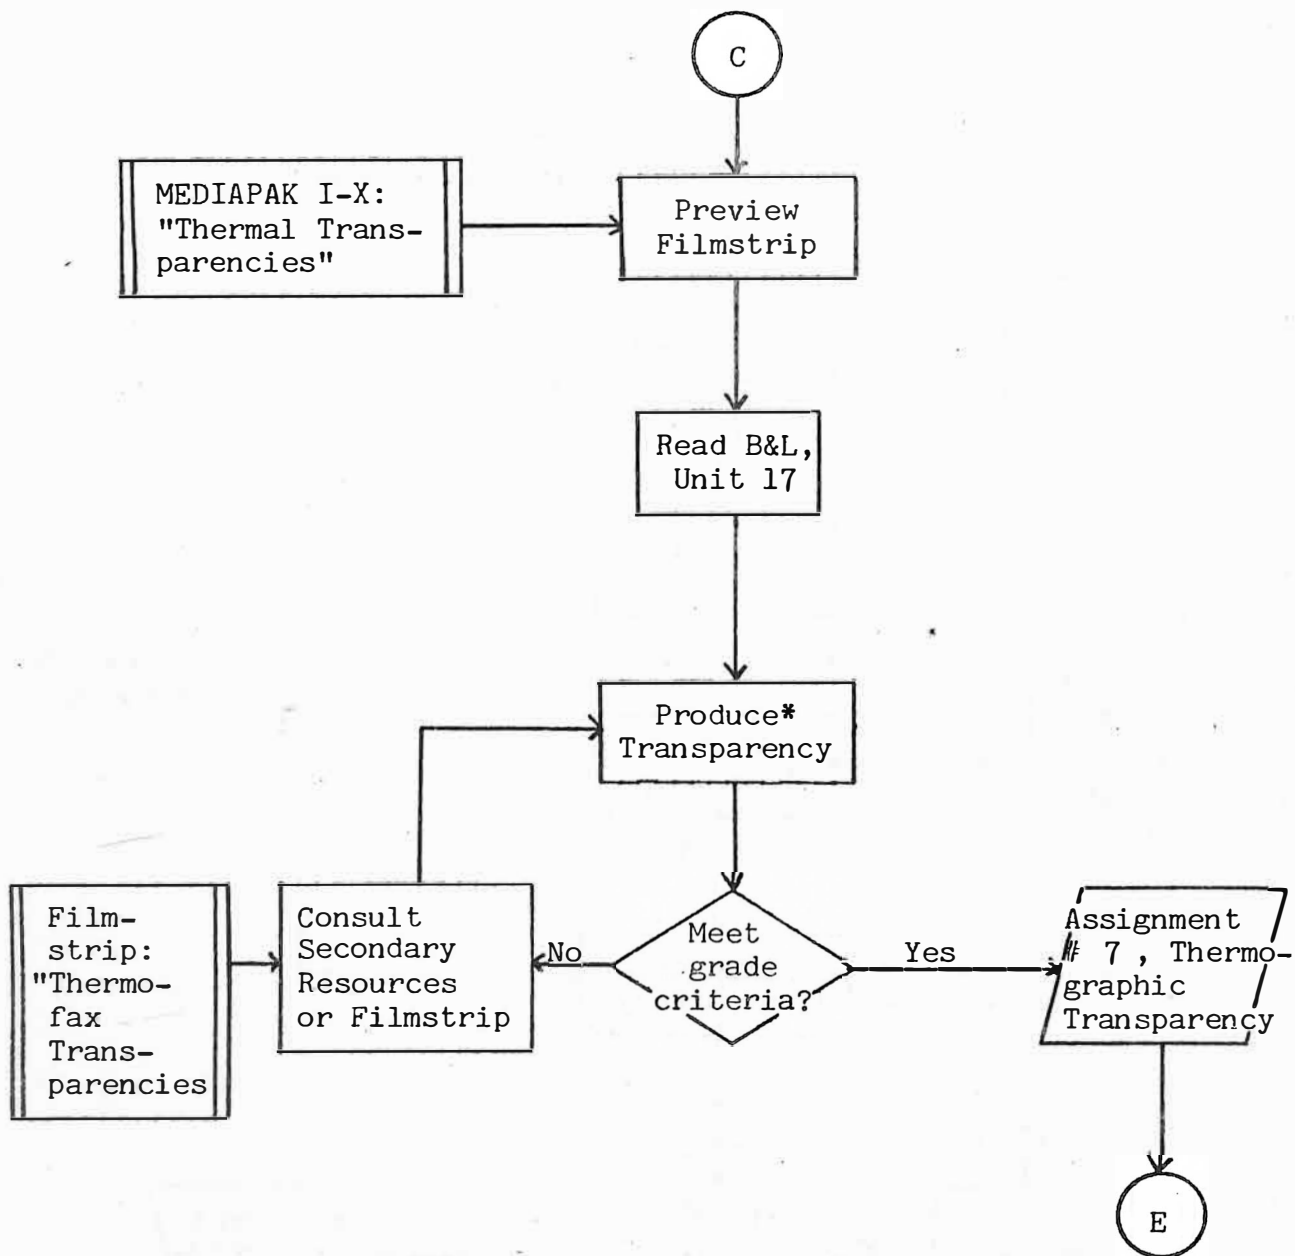 C
MEDIAPAK I-X:
"Thermal Trans-
parencies"
Preview
Filmstrip
Read B&L,
Unit 17
Produce*
Transparency
Film-
strip:
"Thermo-
fax
Trans-
parencies
Consult
Secondary
Resources
or Filmstrip
No
Meet
grade
criteria?
Yes
Assignment
# 7 , Thermo-
graphic
Transparency
E